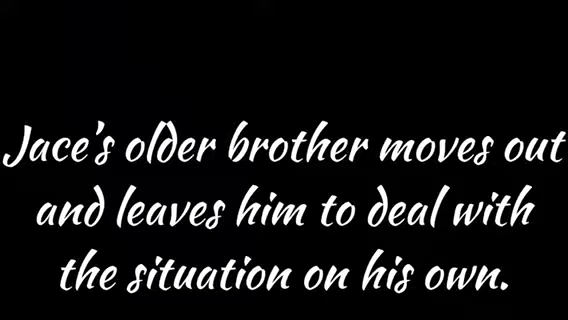 Jace's older brother moves out
and leaves him to deal with
the situation on his own.